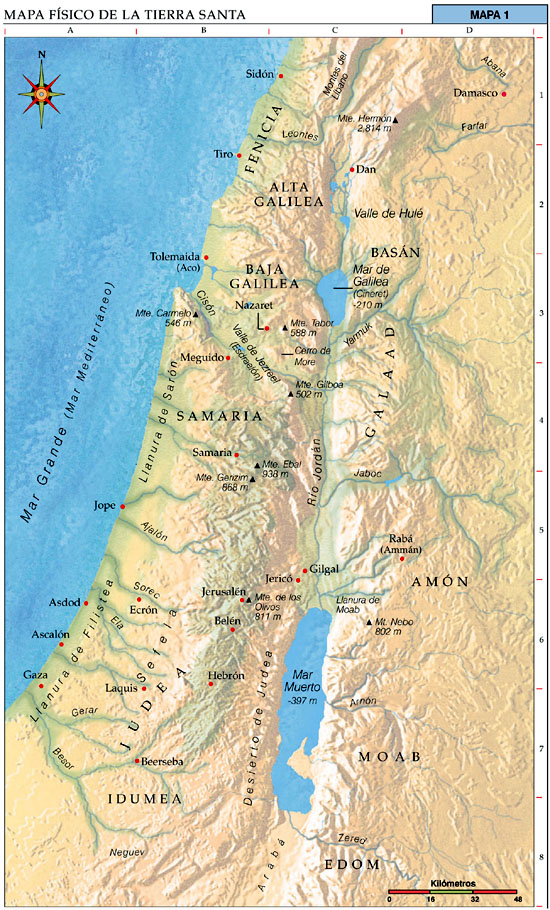 MAPA FÍSICO DE LA TIERRA SANTA
MAPA 1
A
B
C
D
N
Sidón
Montes del
Líbano
Abana
Damasco
1
Mte. Hermón
2,814 m
Farfar
FENICIA
Leontes
Tiro
Dan
ALTA
GALILEA
2
Valle de Hulé
BASÁN
Tolemaida
(Aco)
BAJA
GALILEA
Mar de
Galilea
(Cineret)
-210 m
Cisón
Nazaret
Mte. Carmelo
546 m
Mte. Tabor
588 m
3
Yarmuk
Valle de Jezreel
(Esdraelón)
Cerro de
More
Meguido
Mte. Gilboa
502 m
GALAAD
Mar Grande (Mar Mediterráneo)
Llanura de Sarón
SAMARIA
4
Samaria
Mte. Ebal
938 m
Mte. Gerizim
868 m
Río Jordán
Jaboc
Jope
Ajalón
5
Rabá
(Ammán)
Gilgal
Jericó
AMÓN
Sorec
Ecrón
Jerusalén
Mte. de los
Olivos
811 m
Llanura de
Moab
Asdod
Ela
Belén
Mt. Nebo
802 m
6
Ascalón
Llanura de Filistea
Sefela
Gaza
Laquis
Hebrón
Mar
Muerto
-397 m
JUDEA
Desierto de Judea
Arnón
Gerar
Besor
Beerseba
MOAB
7
IDUMEA
Neguev
Arabá
Zered
EDOM
8
Kilómetros
0 16 32 48